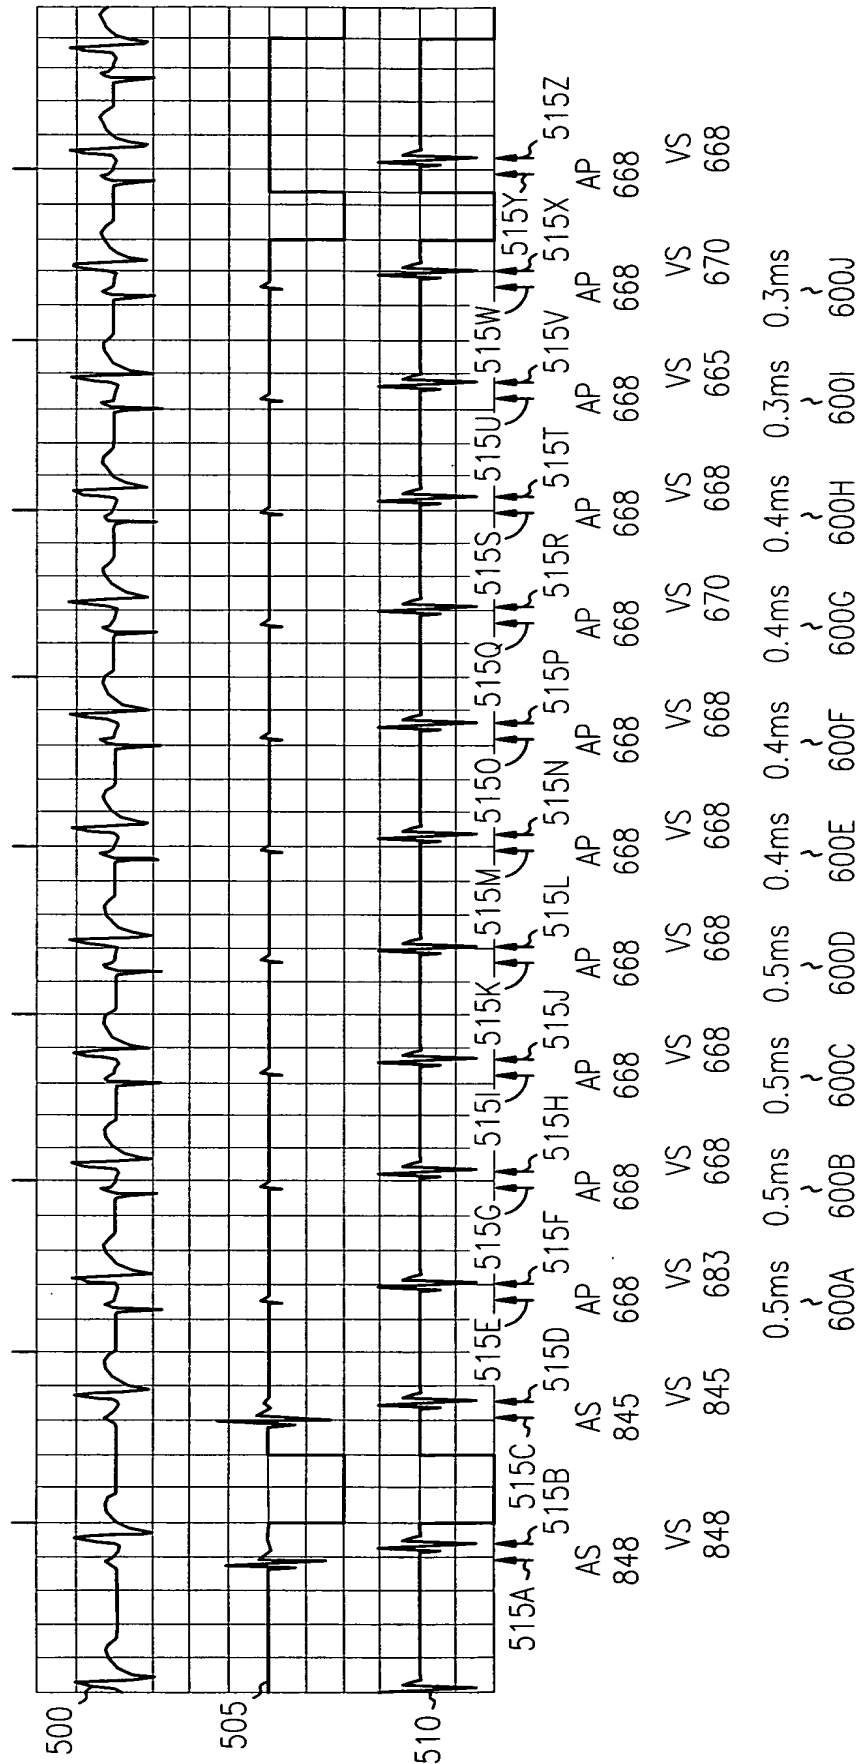 500
505
510
515A 515C 515E 515G 515I 515K 515M 515O 515Q 515S 515U 515W 515Y
515B 515D 515F 515H 515J 515L 515N 515P 515R 515T 515V 515X 515Z
AS AS AP AP AP AP AP AP AP AP AP AP AP
848 845 668 668 668 668 668 668 668 668 668 668 668
VS VS VS VS VS VS VS VS VS VS VS VS VS
848 845 683 668 668 668 668 668 670 668 665 670 668
0.5ms 0.5ms 0.5ms 0.5ms 0.4ms 0.4ms 0.4ms 0.4ms 0.3ms 0.3ms
600A 600B 600C 600D 600E 600F 600G 600H 600I 600J